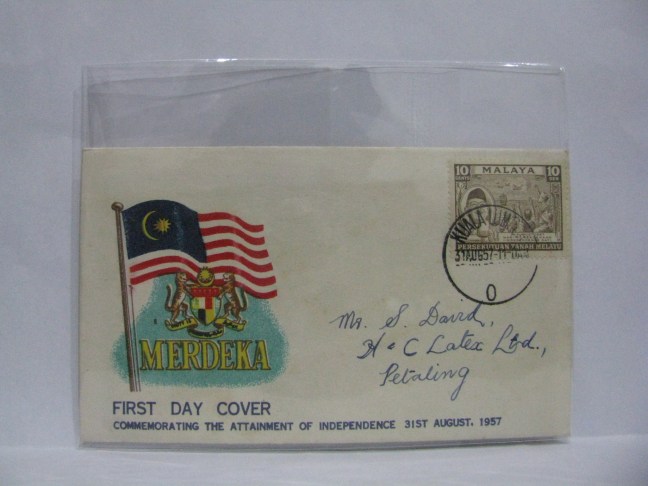 10 MALAYA 10
PERSEKUTUAN TANAH MELAYU
KUALA LUMPUR
31AUG57
O
MERDEKA
Mr. S. David,
H & C Latex Ltd.,
Petaling
FIRST DAY COVER
COMMEMORATING THE ATTAINMENT OF INDEPENDENCE 31ST AUGUST, 1957